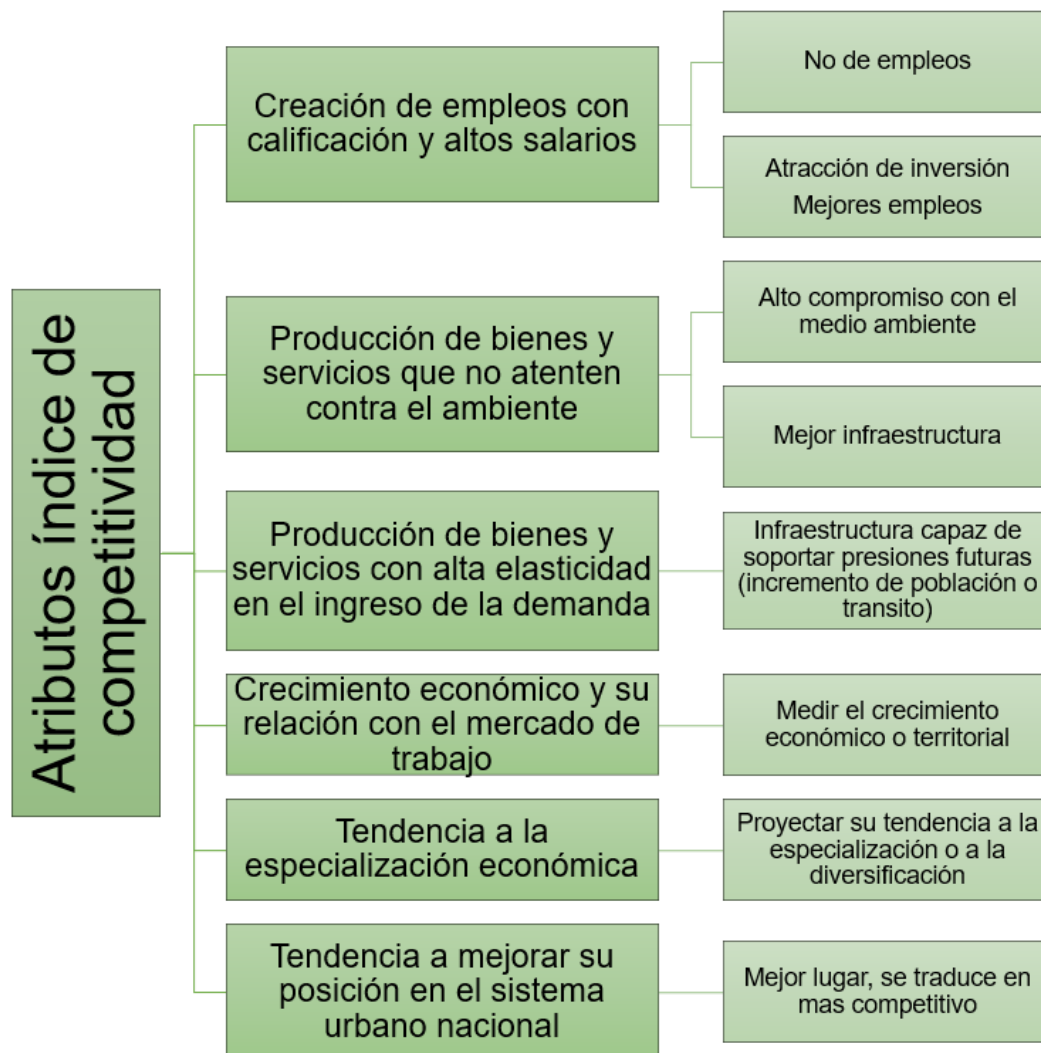 Atributos índice de
competitividad
Creación de empleos con
calificación y altos salarios
No de empleos
Atracción de inversión
Mejores empleos
Producción de bienes y
servicios que no atenten
contra el ambiente
Alto compromiso con el
medio ambiente
Mejor infraestructura
Producción de bienes y
servicios con alta elasticidad
en el ingreso de la demanda
Infraestructura capaz de
soportar presiones futuras
(incremento de población o
transito)
Crecimiento económico y su
relación con el mercado de
trabajo
Medir el crecimiento
económico o territorial
Tendencia a la
especialización económica
Proyectar su tendencia a la
especialización o a la
diversificación
Tendencia a mejorar su
posición en el sistema
urbano nacional
Mejor lugar, se traduce en
mas competitivo